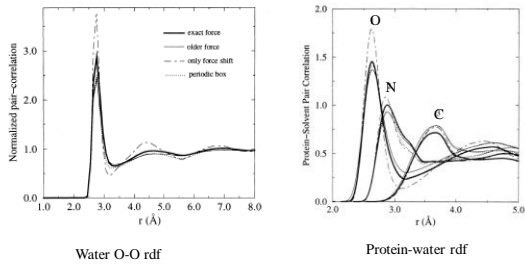 Normalized pair-correlation
3.0
2.0
1.0
0.0
exact force
older force
only force shift
periodic box
1.0 2.0 3.0 4.0 5.0 6.0 7.0 8.0
r (Å)
Water O-O rdf
Protein-Solvent Pair Correlation
2.0
1.5
1.0
0.5
0.0
O
N
C
2.0 3.0 4.0 5.0
r (Å)
Protein-water rdf